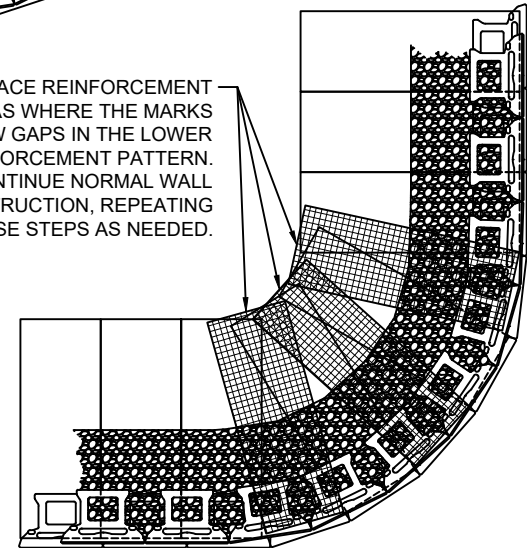 ACE REINFORCEMENT
AS WHERE THE MARKS
GAPS IN THE LOWER
FORCEMENT PATTERN.
NTINUE NORMAL WALL
RUCTION, REPEATING
SE STEPS AS NEEDED.